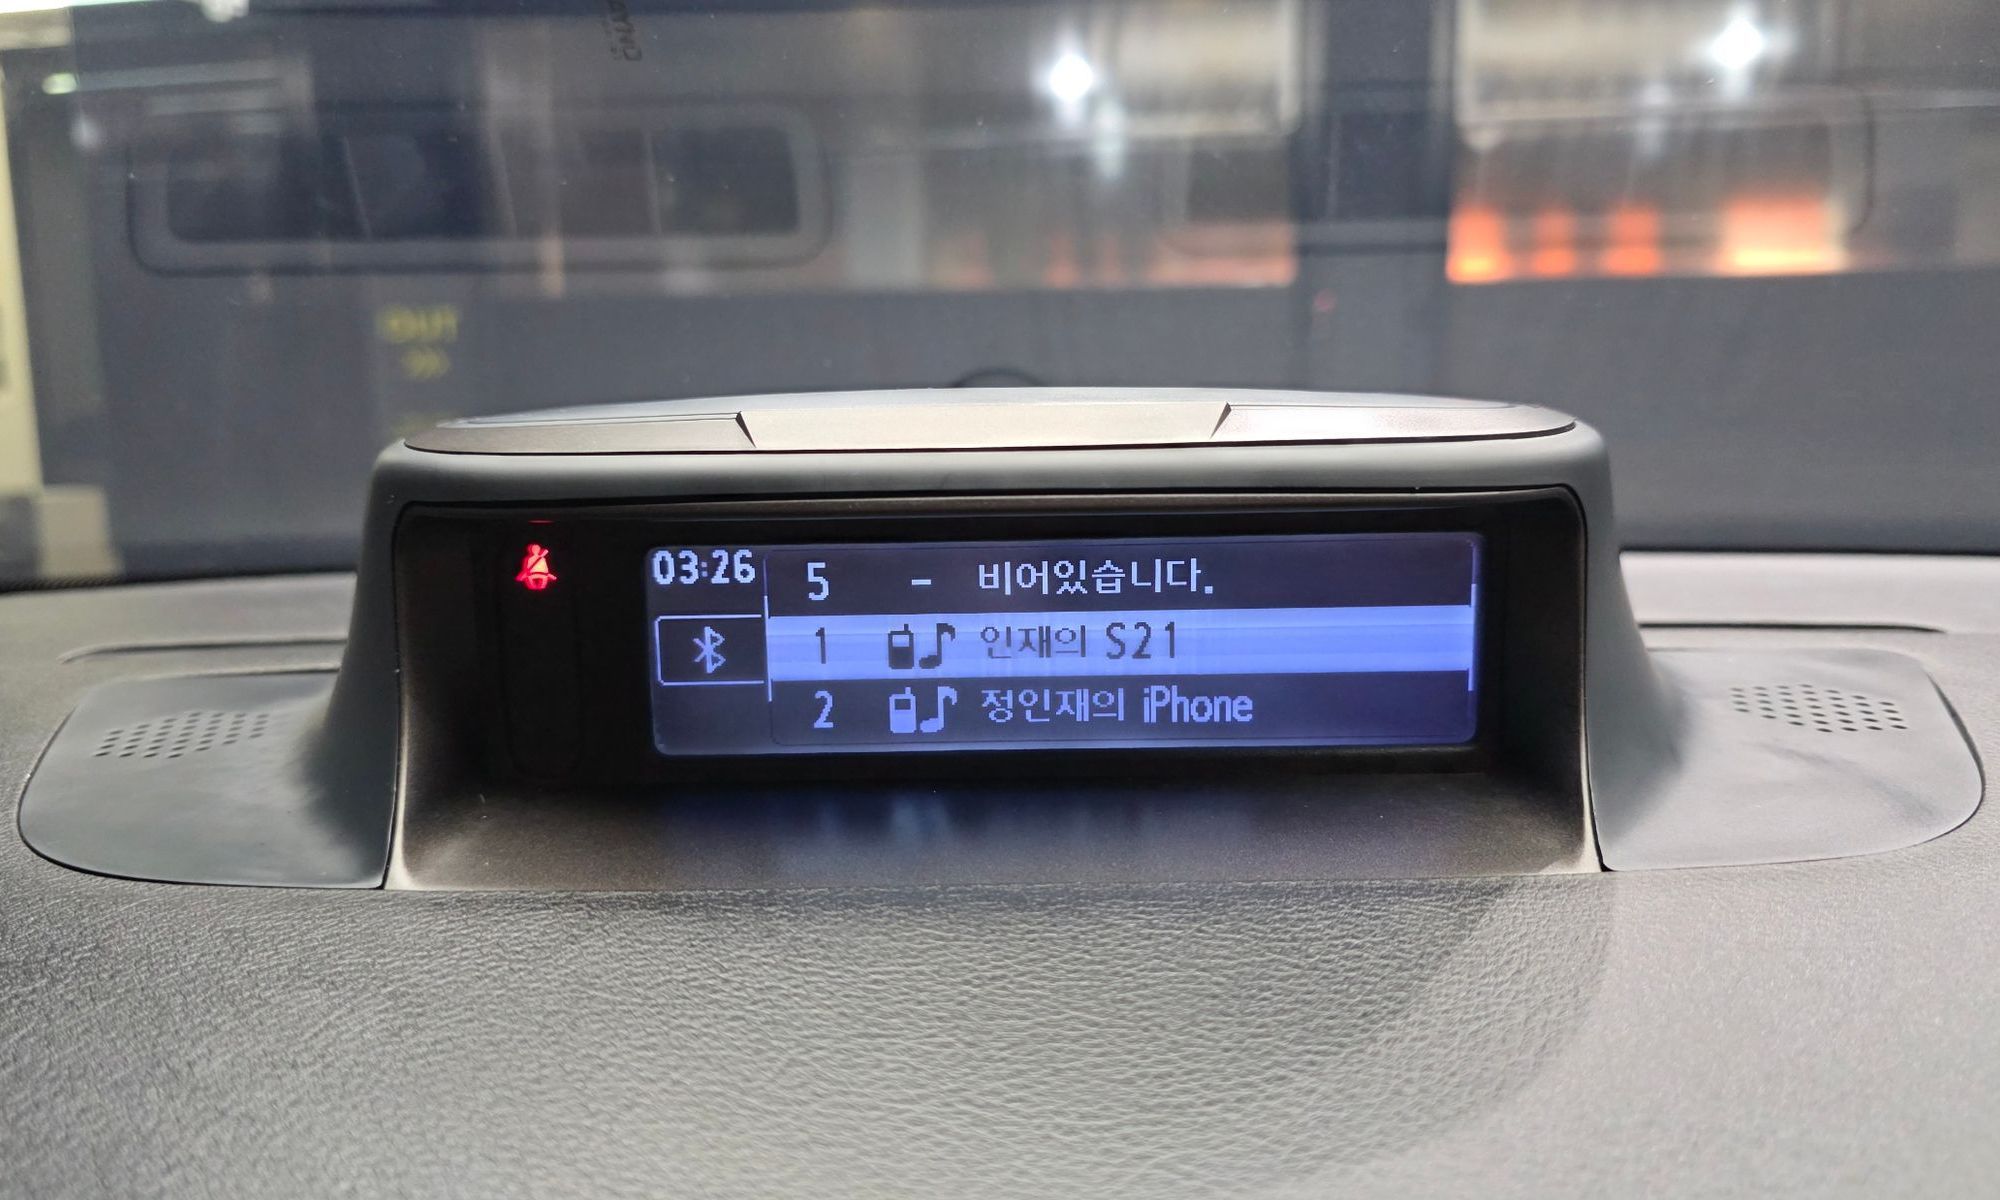 OUT
03:26
5 - 비어있습니다.
1 인재의 S21
2 정인재의 iPhone